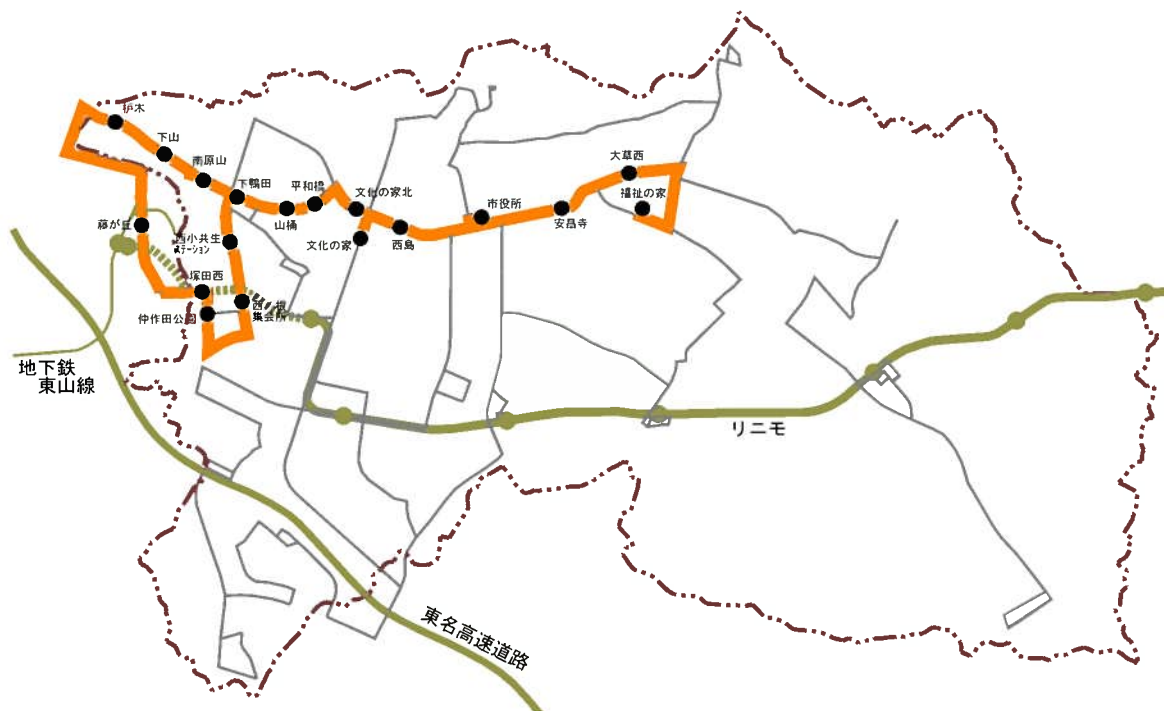 杁木
下山
南原山
下鴨田
山桶
平和橋
文化の家北
文化の家
西島
市役所
安昌寺
大草西
福祉の家
藤が丘
西小共生
ステーション
塚田西
仲作田公園
集会所
地下鉄
東山線
リニモ
東名高速道路